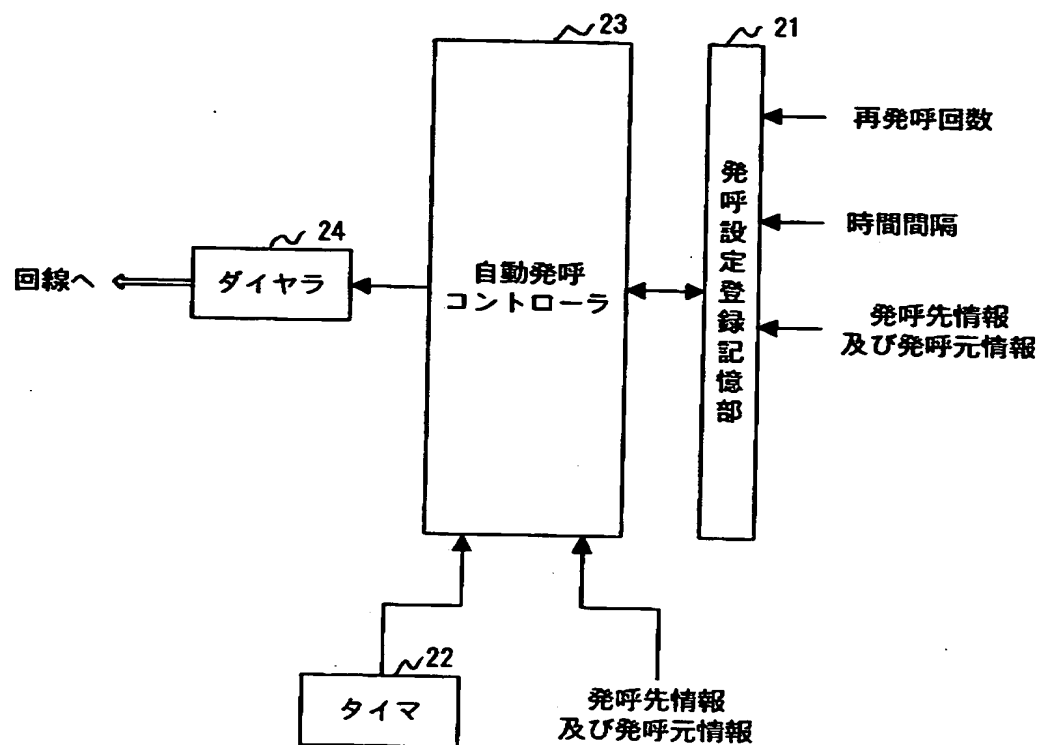 23
21
再発呼回数
発呼設定登録記憶部
時間間隔
24
回線へ
ダイヤラ
自動発呼
コントローラ
発呼先情報
及び発呼元情報
22
タイマ
発呼先情報
及び発呼元情報